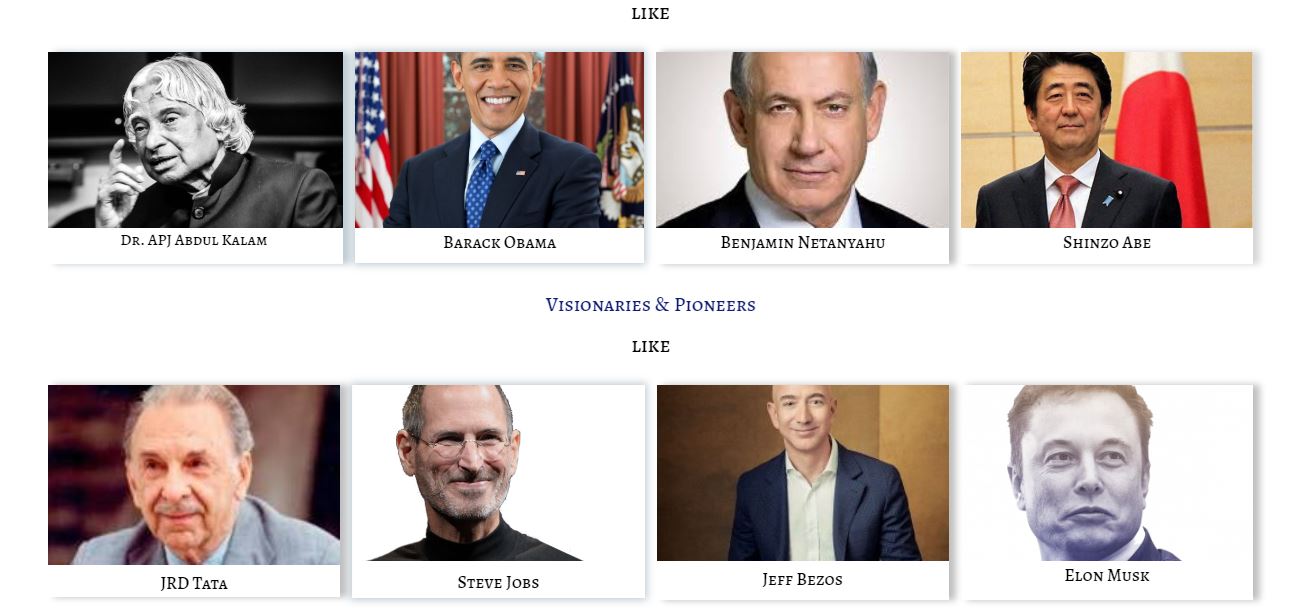 LIKE
Dr. APJ Abdul Kalam
Barack Obama
Benjamin Netanyahu
Shinzo Abe
Visionaries & Pioneers
LIKE
JRD Tata
Steve Jobs
Jeff Bezos
Elon Musk